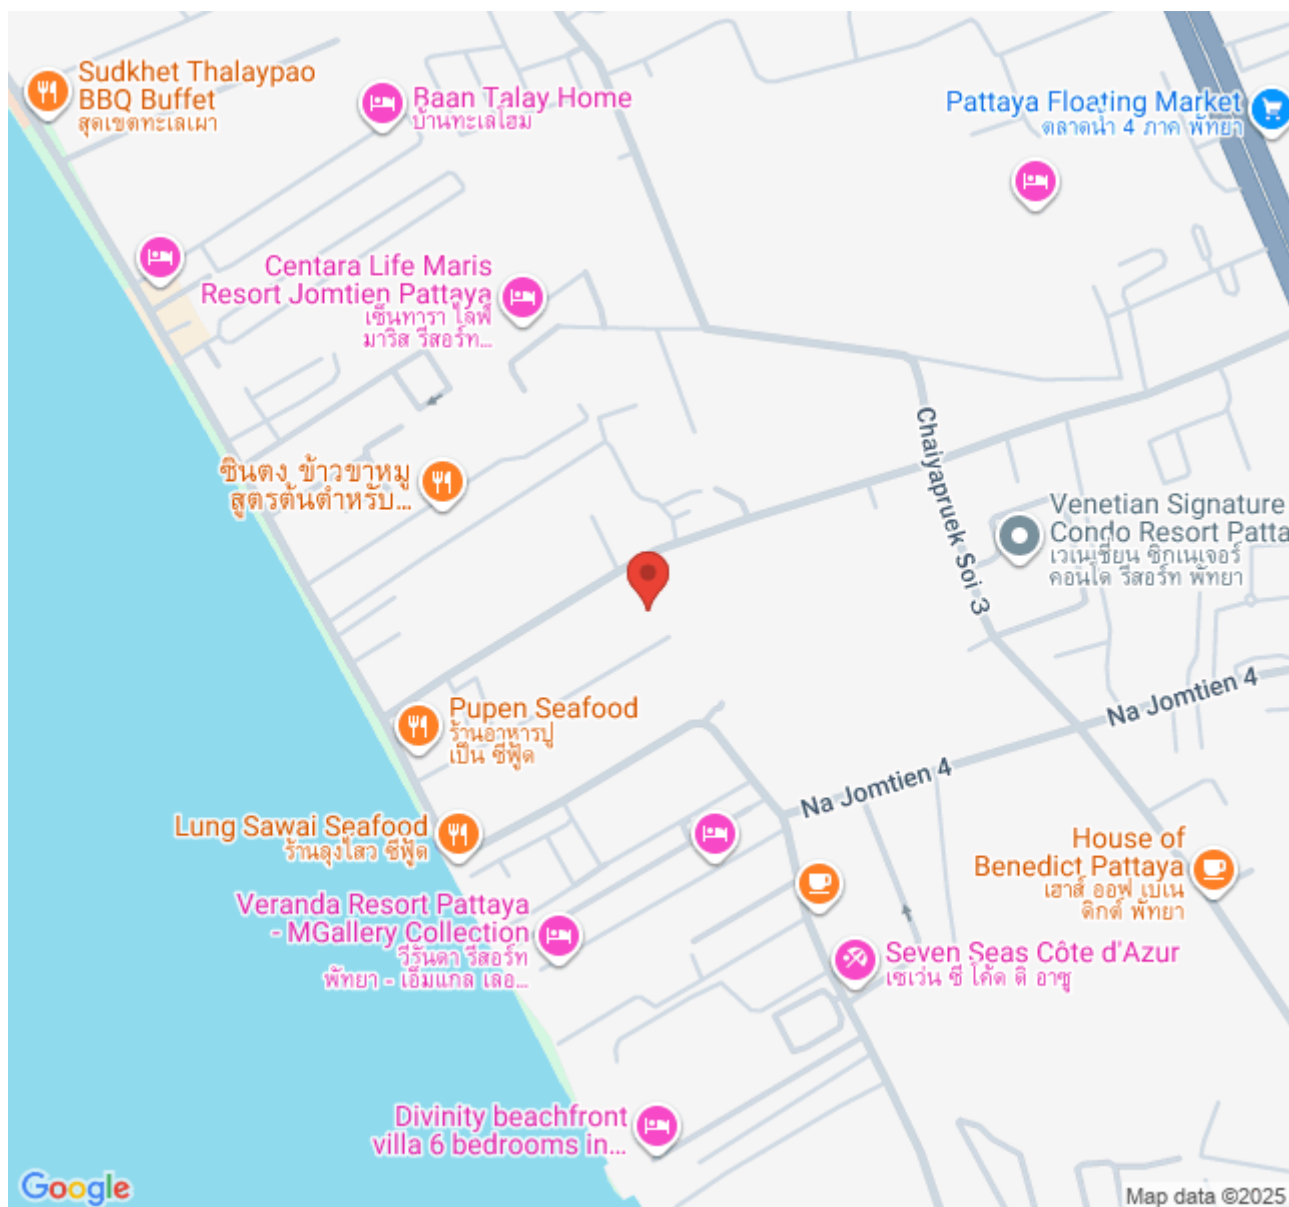 Sudkhet Thalaypao
BBQ Buffet
สุดเขตทะเลเผา
Baan Talay Home
บ้านทะเลโฮม
Pattaya Floating Market
ตลาดน้ำ 4 ภาค พัทยา
Centara Life Maris
Resort Jomtien Pattaya
เซ็นทารา ไลฟ์
มาริส รีสอร์ท...
Chaiyapruek Soi 3
ชินตง ข้าวขาหมู
สูตรต้นตำหรับ...
Venetian Signature
Condo Resort Patta
เวเนเชี่ยน ซิกเนเจอร์
คอนโด รีสอร์ท พัทยา
Na Jomtien 4
Pupen Seafood
ร้านอาหารปู
เป็น ซีฟู้ด
Na Jomtien 4
Lung Sawai Seafood
ร้านลุงไสว ซีฟู้ด
House of
Benedict Pattaya
เฮาส์ ออฟ เบเน
ดิกต์ พัทยา
Veranda Resort Pattaya
- MGallery Collection
วีรันดา รีสอร์ท
พัทยา - เอ็มแกล เลอ...
Seven Seas Côte d'Azur
เซเว่น ซี โค้ด ดิ อาซู
Divinity beachfront
villa 6 bedrooms in...
Google
Map data ©2025